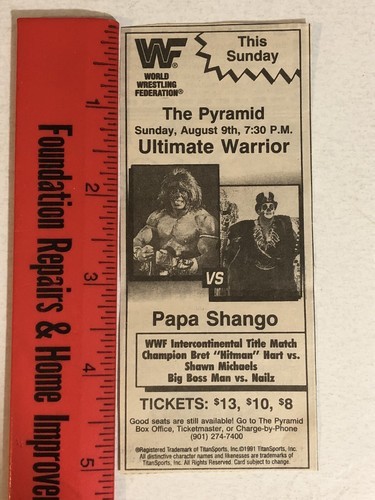 WF®
WORLD
WRESTLING
FEDERATION®
This
Sunday
The Pyramid
Sunday, August 9th, 7:30 P.M.
Ultimate Warrior
VS
Papa Shango
WWF Intercontinental Title Match
Champion Bret "Hitman" Hart vs.
Shawn Michaels
Big Boss Man vs. Nailz
TICKETS: $13, $10, $8
Good seats are still available! Go to The Pyramid
Box Office, Ticketmaster, or Charge-by-Phone
(901) 274-7400
®Registered Trademark of TitanSports, Inc.©1991 TitanSports, Inc.
All distinctive character names and likenesses are trademarks of
TitanSports, Inc. All Rights Reserved. Card subject to change.
1
2
3
4
5
Foundation Repairs & Home Improve